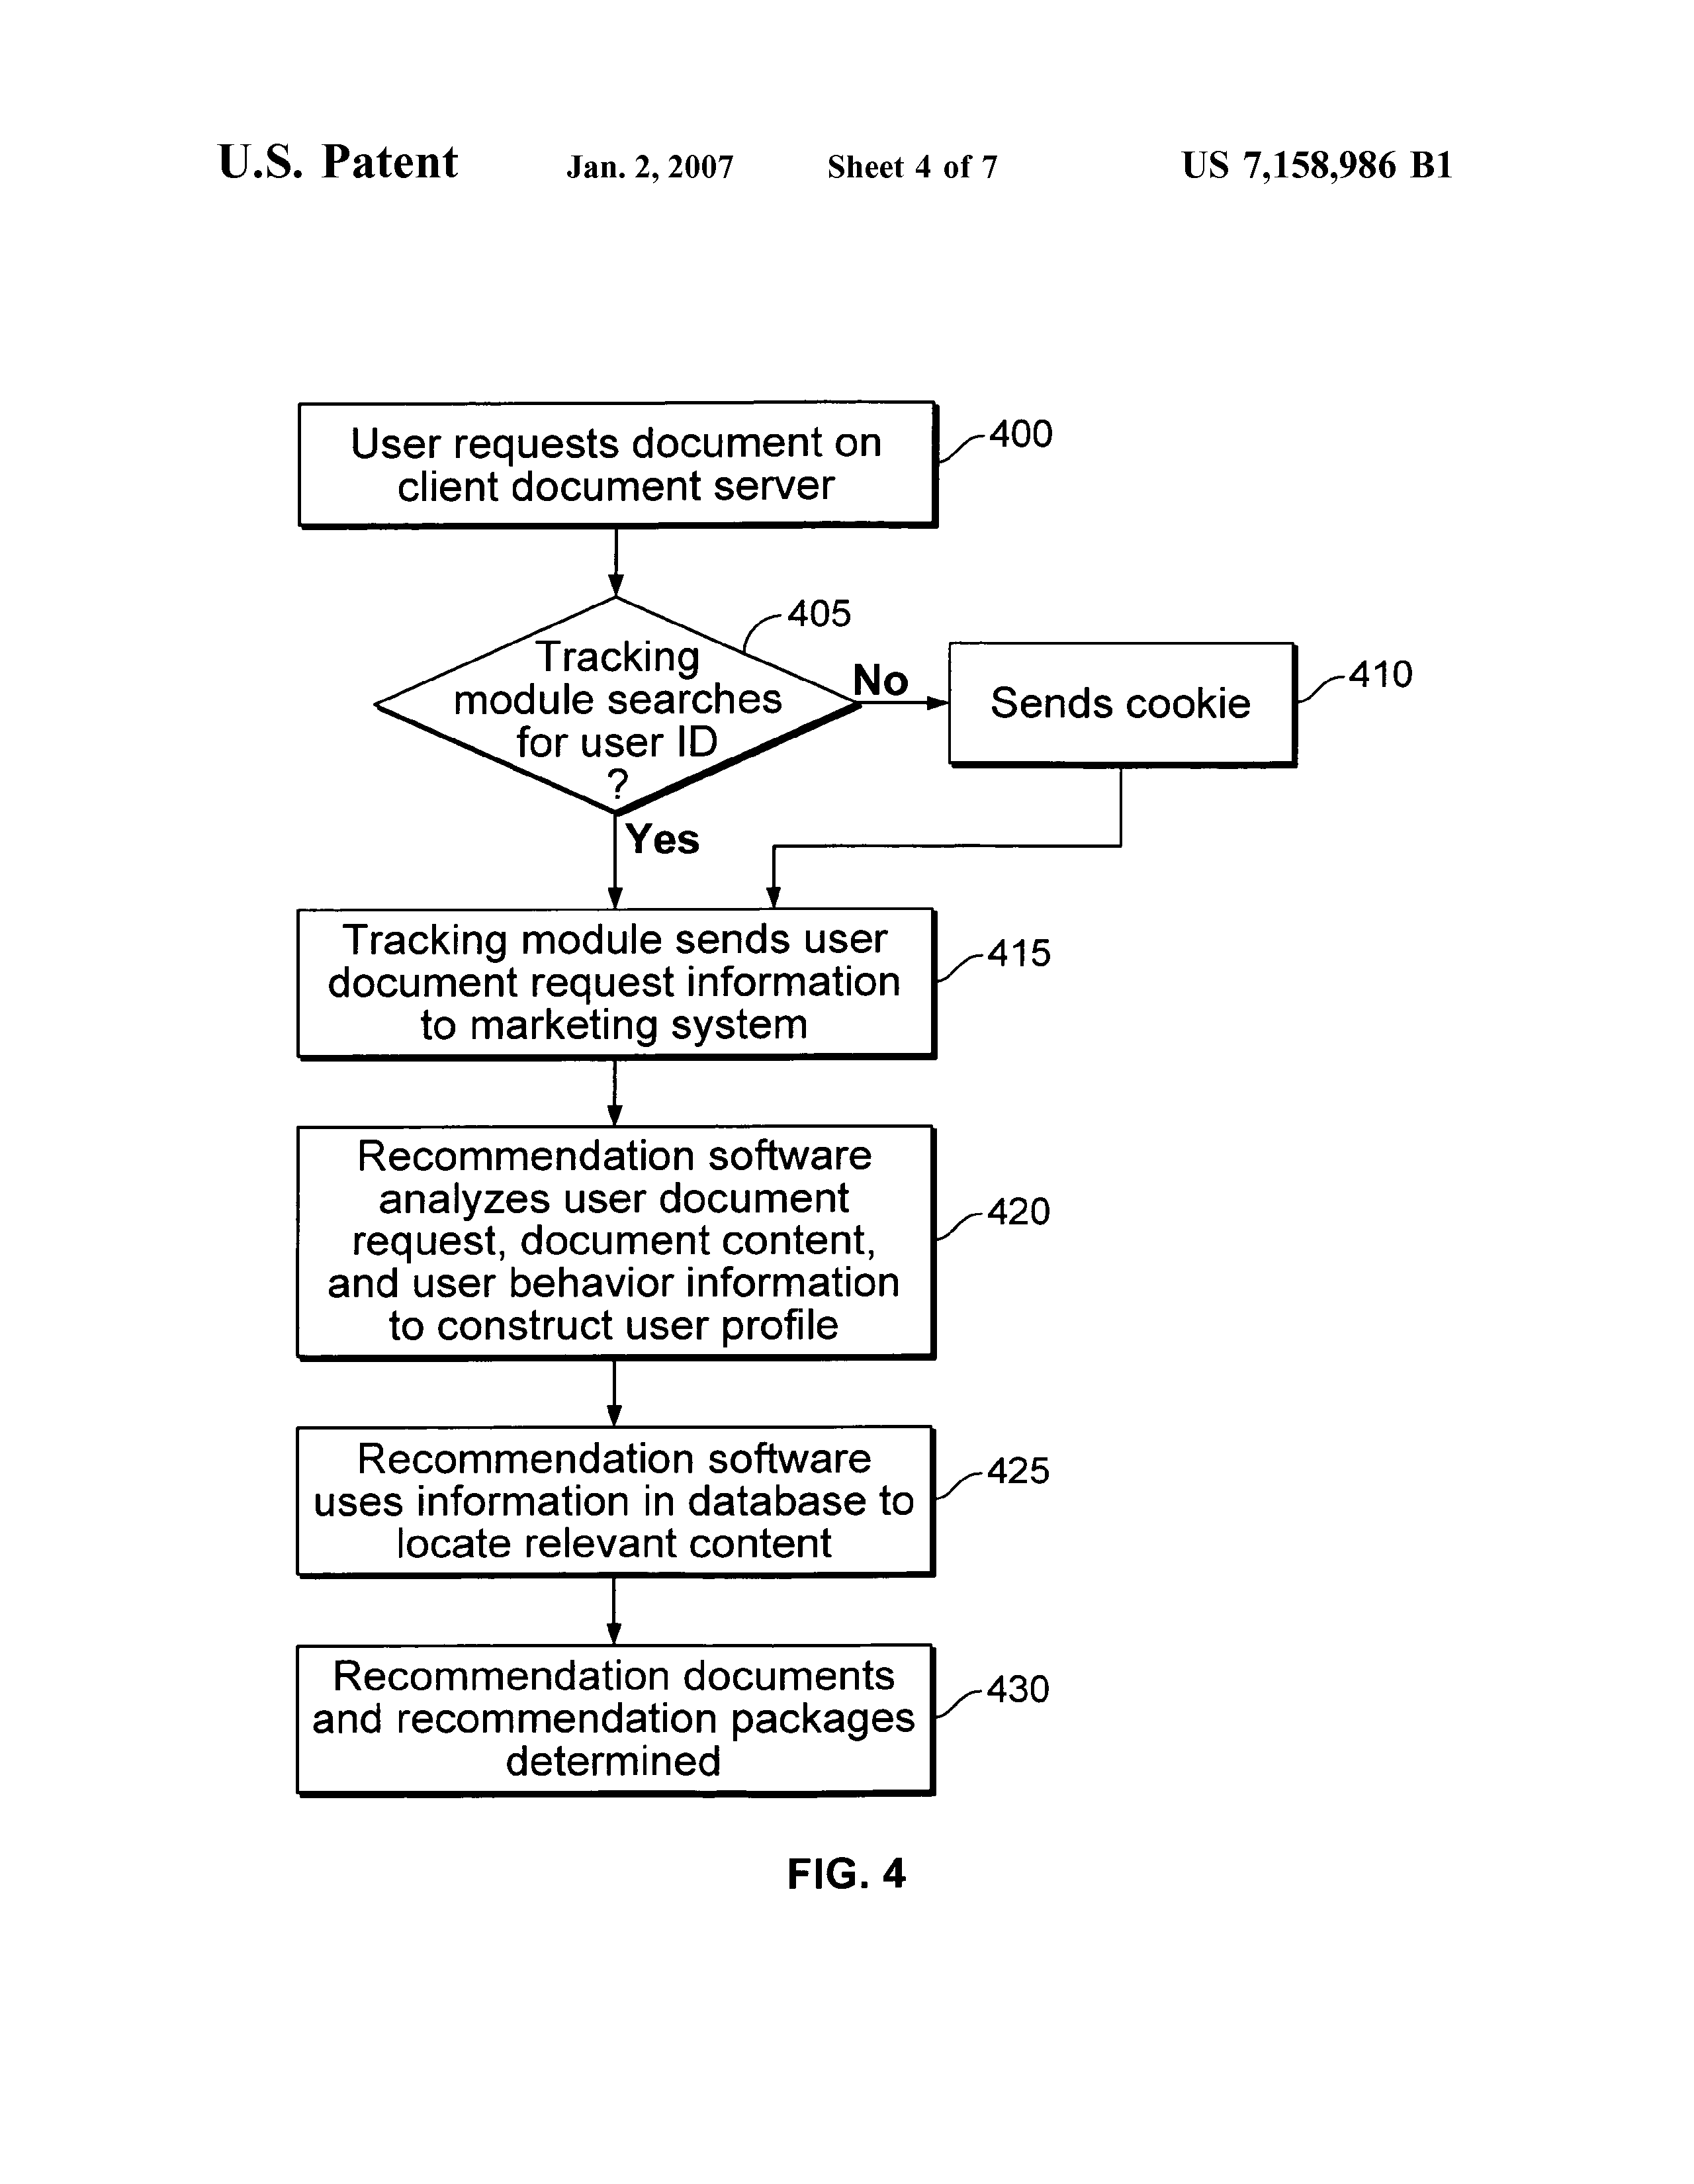 U.S. Patent Jan. 2, 2007 Sheet 4 of 7 US 7,158,986 B1
User requests document on
client document server
400
405
Tracking
module searches
for user ID
?
No
Sends cookie
410
Yes
Tracking module sends user
document request information
to marketing system
415
Recommendation software
analyzes user document
request, document content,
and user behavior information
to construct user profile
420
Recommendation software
uses information in database to
locate relevant content
425
Recommendation documents
and recommendation packages
determined
430
FIG. 4